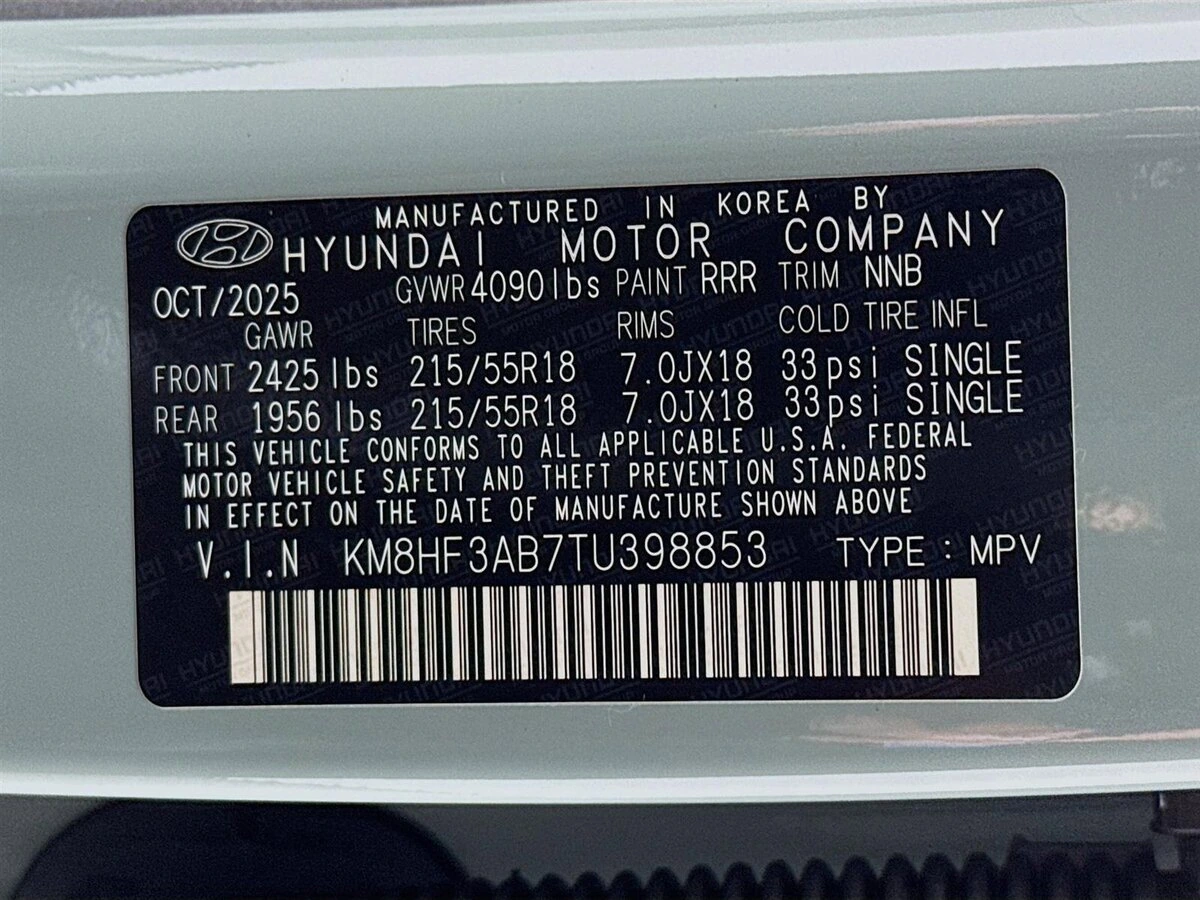 MANUFACTURED IN KOREA BY
HYUNDAI MOTOR COMPANY
OCT/2025 GVWR 4090lbs PAINT RRR TRIM NNB
GAWR TIRES RIMS COLD TIRE INFL
FRONT 2425 lbs 215/55R18 7.0JX18 33psi SINGLE
REAR 1956 lbs 215/55R18 7.0JX18 33psi SINGLE
THIS VEHICLE CONFORMS TO ALL APPLICABLE U.S.A. FEDERAL
MOTOR VEHICLE SAFETY AND THEFT PREVENTION STANDARDS
IN EFFECT ON THE DATE OF MANUFACTURE SHOWN ABOVE
V.I.N KM8HF3AB7TU398853 TYPE : MPV